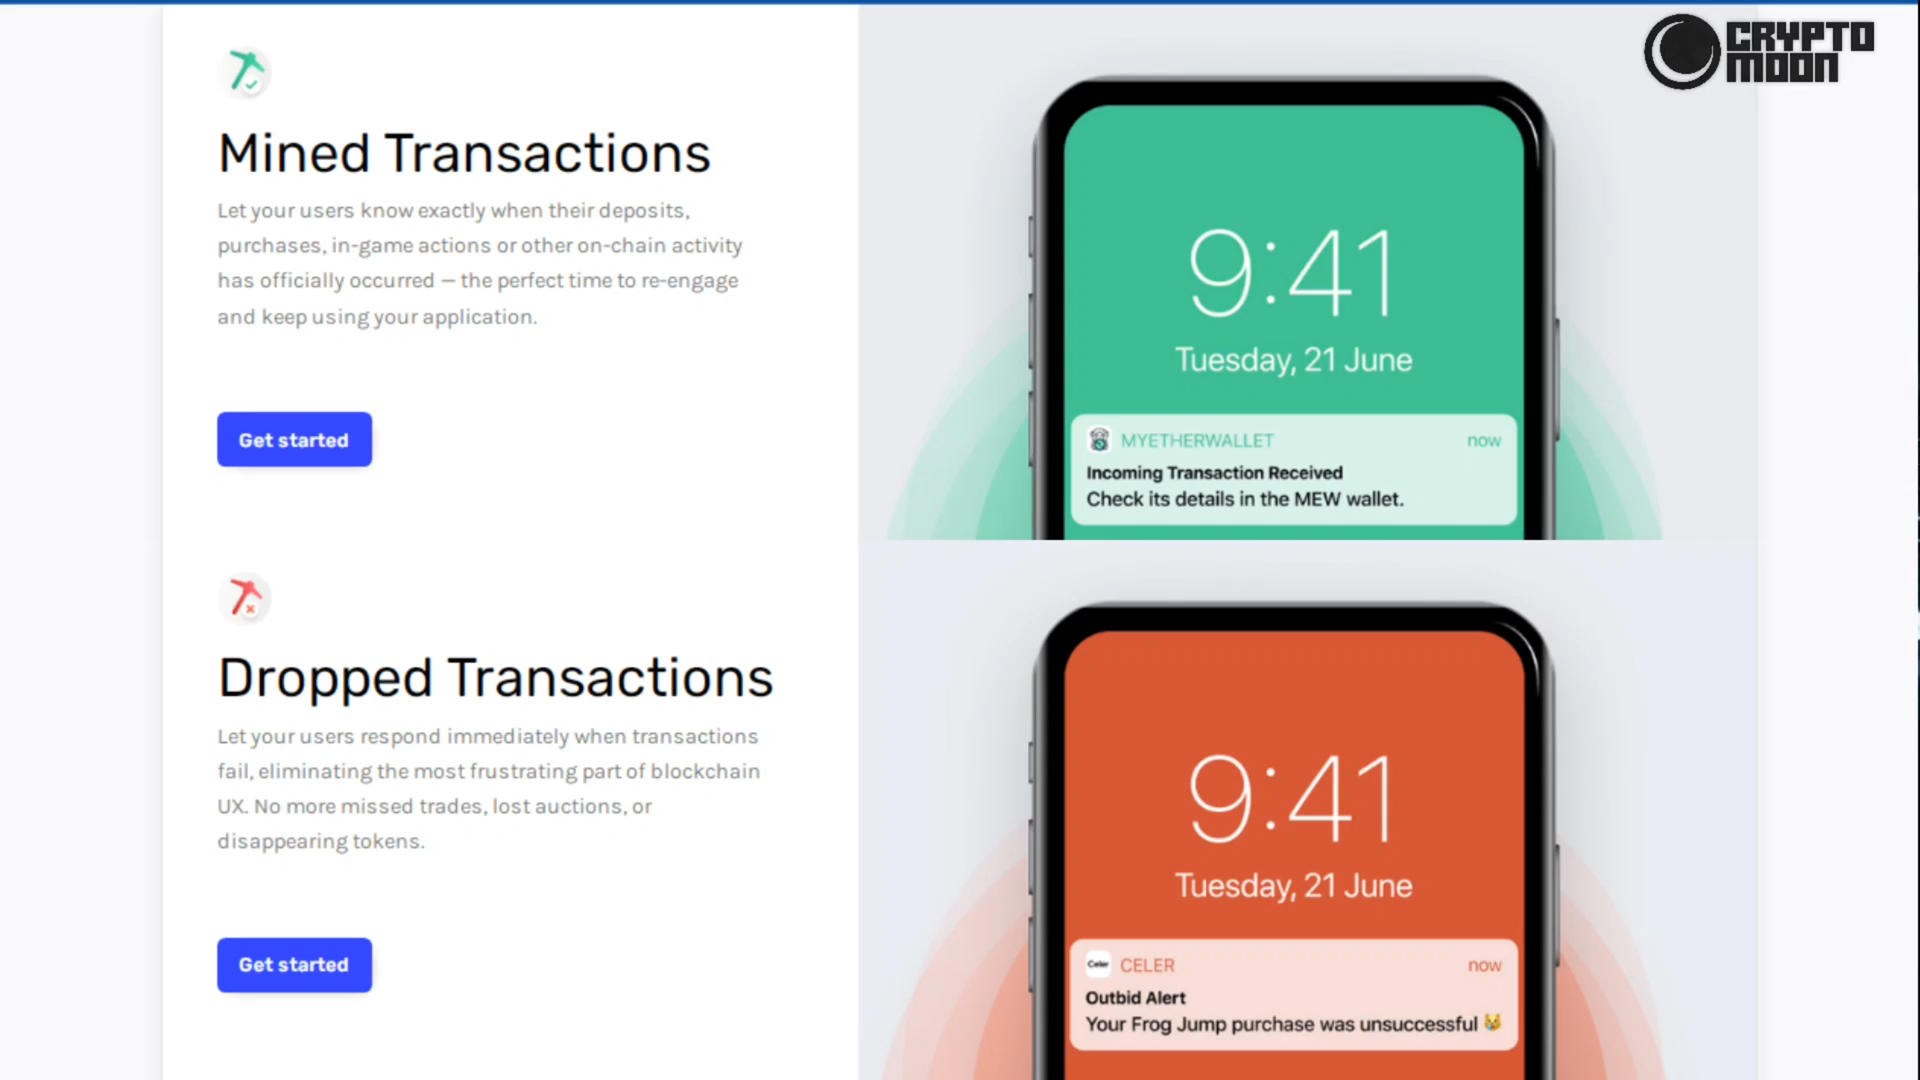 CRYPTO
MOON
Mined Transactions
Let your users know exactly when their deposits,
purchases, in-game actions or other on-chain activity
has officially occurred — the perfect time to re-engage
and keep using your application.
Get started
9:41
Tuesday, 21 June
MYETHERWALLET now
Incoming Transaction Received
Check its details in the MEW wallet.
Dropped Transactions
Let your users respond immediately when transactions
fail, eliminating the most frustrating part of blockchain
UX. No more missed trades, lost auctions, or
disappearing tokens.
Get started
9:41
Tuesday, 21 June
Celer CELER now
Outbid Alert
Your Frog Jump purchase was unsuccessful 😿